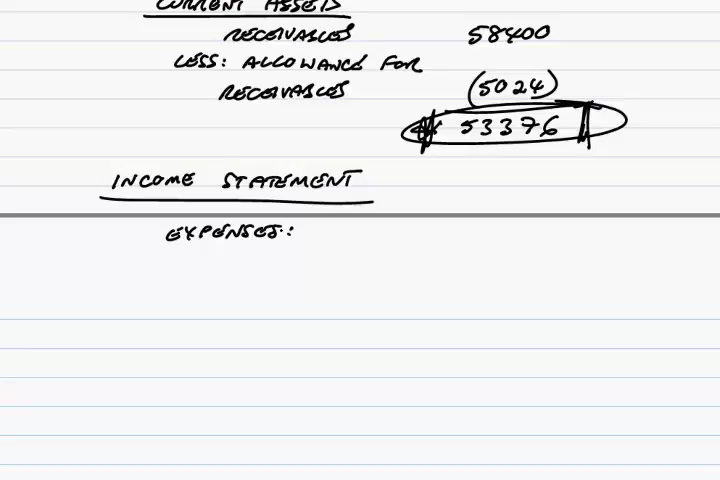 CURRENT ASSETS
RECEIVABLES 58400
LESS: ALLOWANCE FOR
RECEIVABLES (5024)
53376
INCOME STATEMENT
EXPENSES: